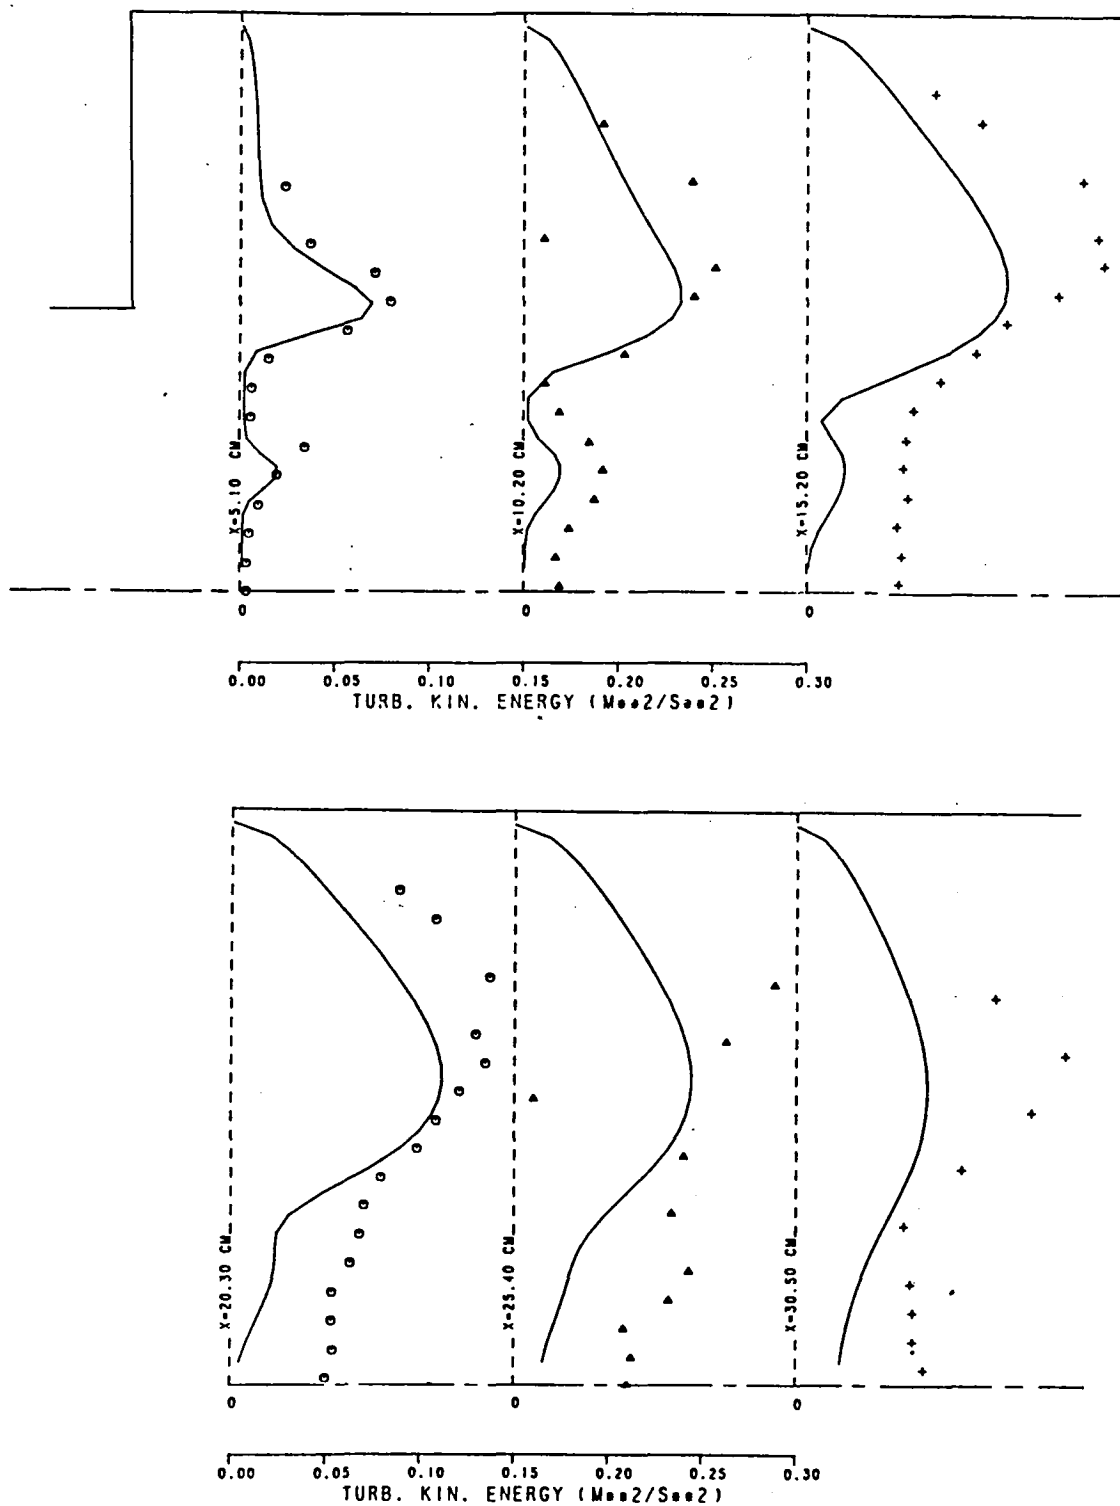 X=5.10 CM
X=10.20 CM
X=15.20 CM
0 0 0
0.00 0.05 0.10 0.15 0.20 0.25 0.30
TURB. KIN. ENERGY (M**2/S**2)
X=20.30 CM
X=25.40 CM
X=30.50 CM
0 0 0
0.00 0.05 0.10 0.15 0.20 0.25 0.30
TURB. KIN. ENERGY (M**2/S**2)